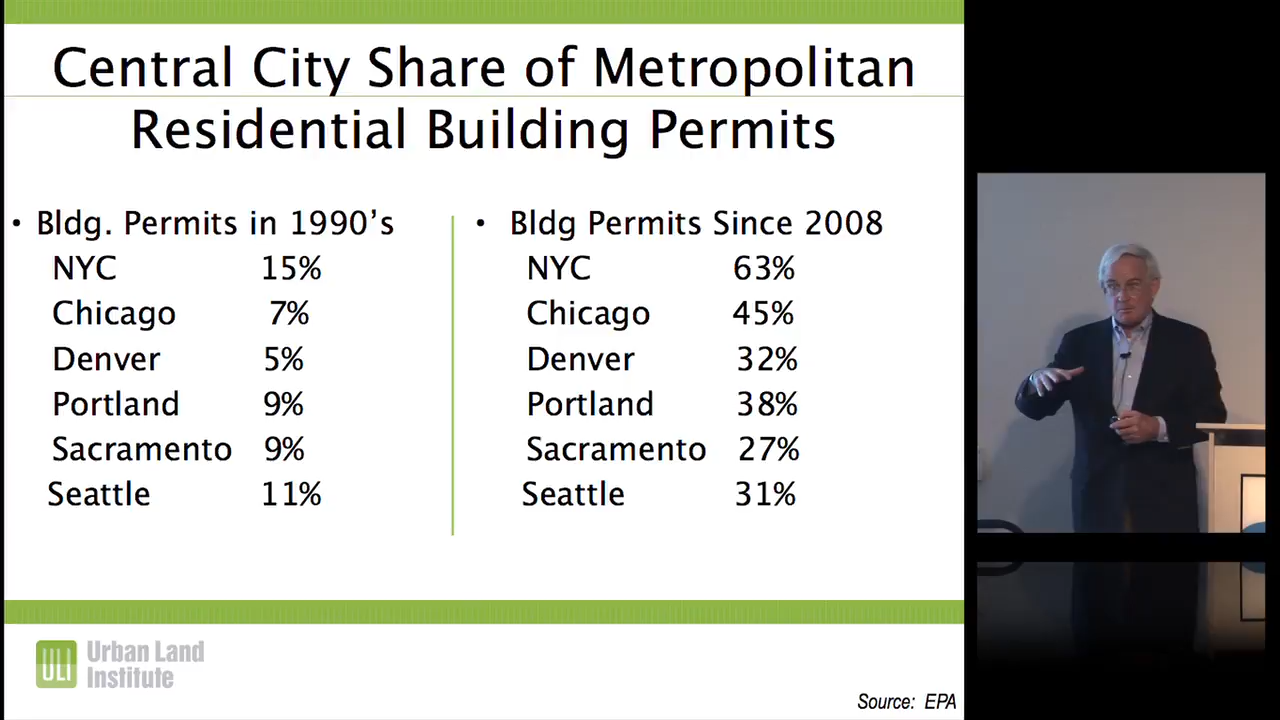 Central City Share of Metropolitan
Residential Building Permits
• Bldg. Permits in 1990’s
NYC 15%
Chicago 7%
Denver 5%
Portland 9%
Sacramento 9%
Seattle 11%
• Bldg Permits Since 2008
NYC 63%
Chicago 45%
Denver 32%
Portland 38%
Sacramento 27%
Seattle 31%
ULI Urban Land
Institute
Source: EPA